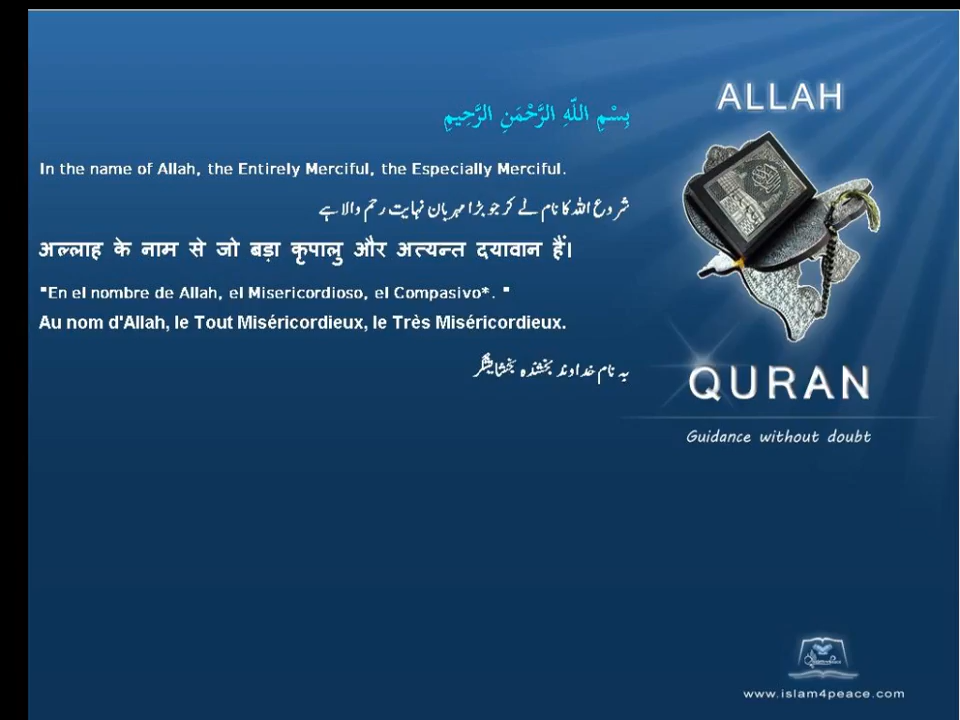 بِسْمِ اللَّهِ الرَّحْمَنِ الرَّحِيمِ
In the name of Allah, the Entirely Merciful, the Especially Merciful.
شروع الله کا نام لے کر جو بڑا مہربان نہایت رحم والا ہے
अल्लाह के नाम से जो बड़ा कृपालु और अत्यन्त दयावान हैं।
"En el nombre de Allah, el Misericordioso, el Compasivo*. "
Au nom d'Allah, le Tout Miséricordieux, le Très Miséricordieux.
به نام خداوند بخشنده بخشایشگر
ALLAH
QURAN
Guidance without doubt
www.islam4peace.com